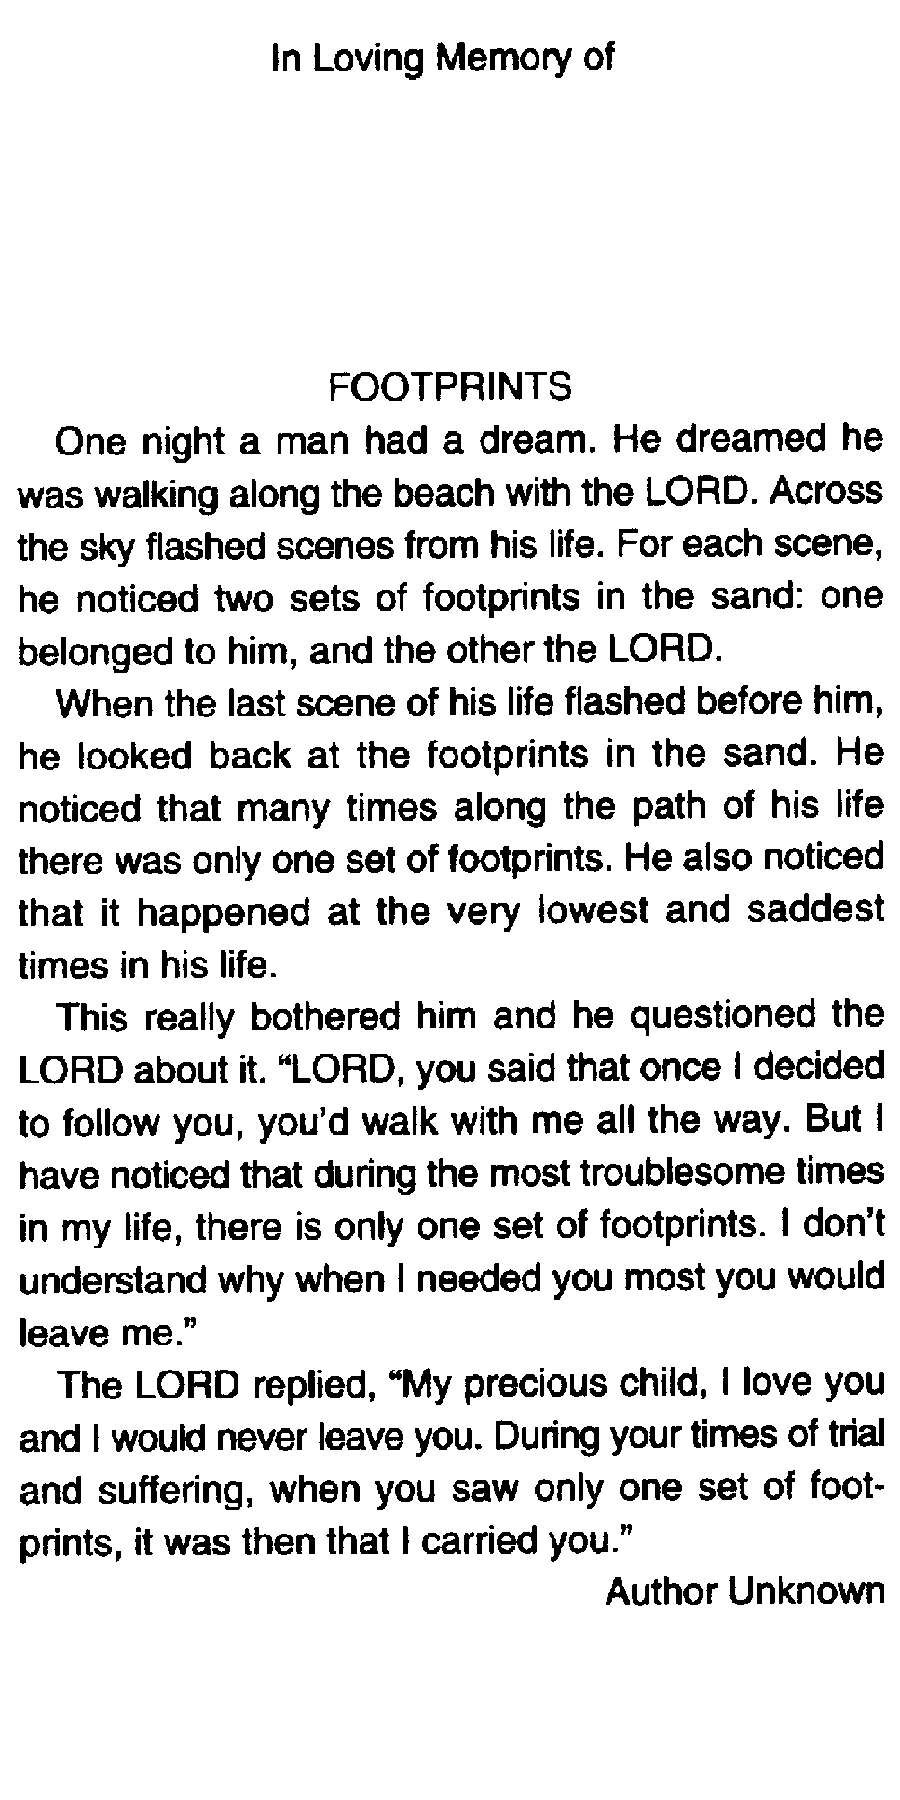 In Loving Memory of
FOOTPRINTS
One night a man had a dream. He dreamed he
was walking along the beach with the LORD. Across
the sky flashed scenes from his life. For each scene,
he noticed two sets of footprints in the sand: one
belonged to him, and the other the LORD.
When the last scene of his life flashed before him,
he looked back at the footprints in the sand. He
noticed that many times along the path of his life
there was only one set of footprints. He also noticed
that it happened at the very lowest and saddest
times in his life.
This really bothered him and he questioned the
LORD about it. “LORD, you said that once I decided
to follow you, you’d walk with me all the way. But I
have noticed that during the most troublesome times
in my life, there is only one set of footprints. I don’t
understand why when I needed you most you would
leave me.”
The LORD replied, “My precious child, I love you
and I would never leave you. During your times of trial
and suffering, when you saw only one set of foot-
prints, it was then that I carried you.”
Author Unknown